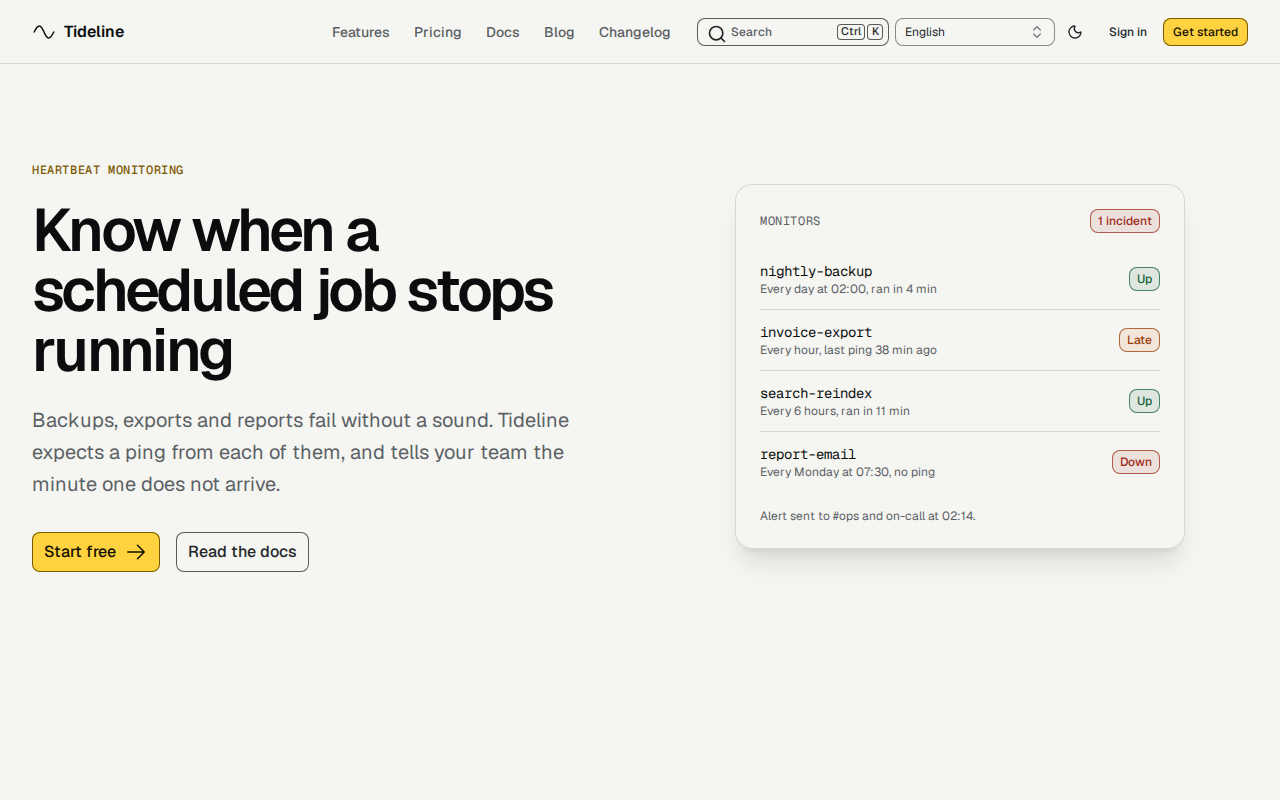 Tideline
Features
Pricing
Docs
Blog
Changelog
Search
Ctrl K
English
Sign in
Get started
HEARTBEAT MONITORING
Know when a
scheduled job stops
running
Backups, exports and reports fail without a sound. Tideline
expects a ping from each of them, and tells your team the
minute one does not arrive.
Start free
Read the docs
MONITORS
1 incident
nightly-backup
Every day at 02:00, ran in 4 min
Up
invoice-export
Every hour, last ping 38 min ago
Late
search-reindex
Every 6 hours, ran in 11 min
Up
report-email
Every Monday at 07:30, no ping
Down
Alert sent to #ops and on-call at 02:14.